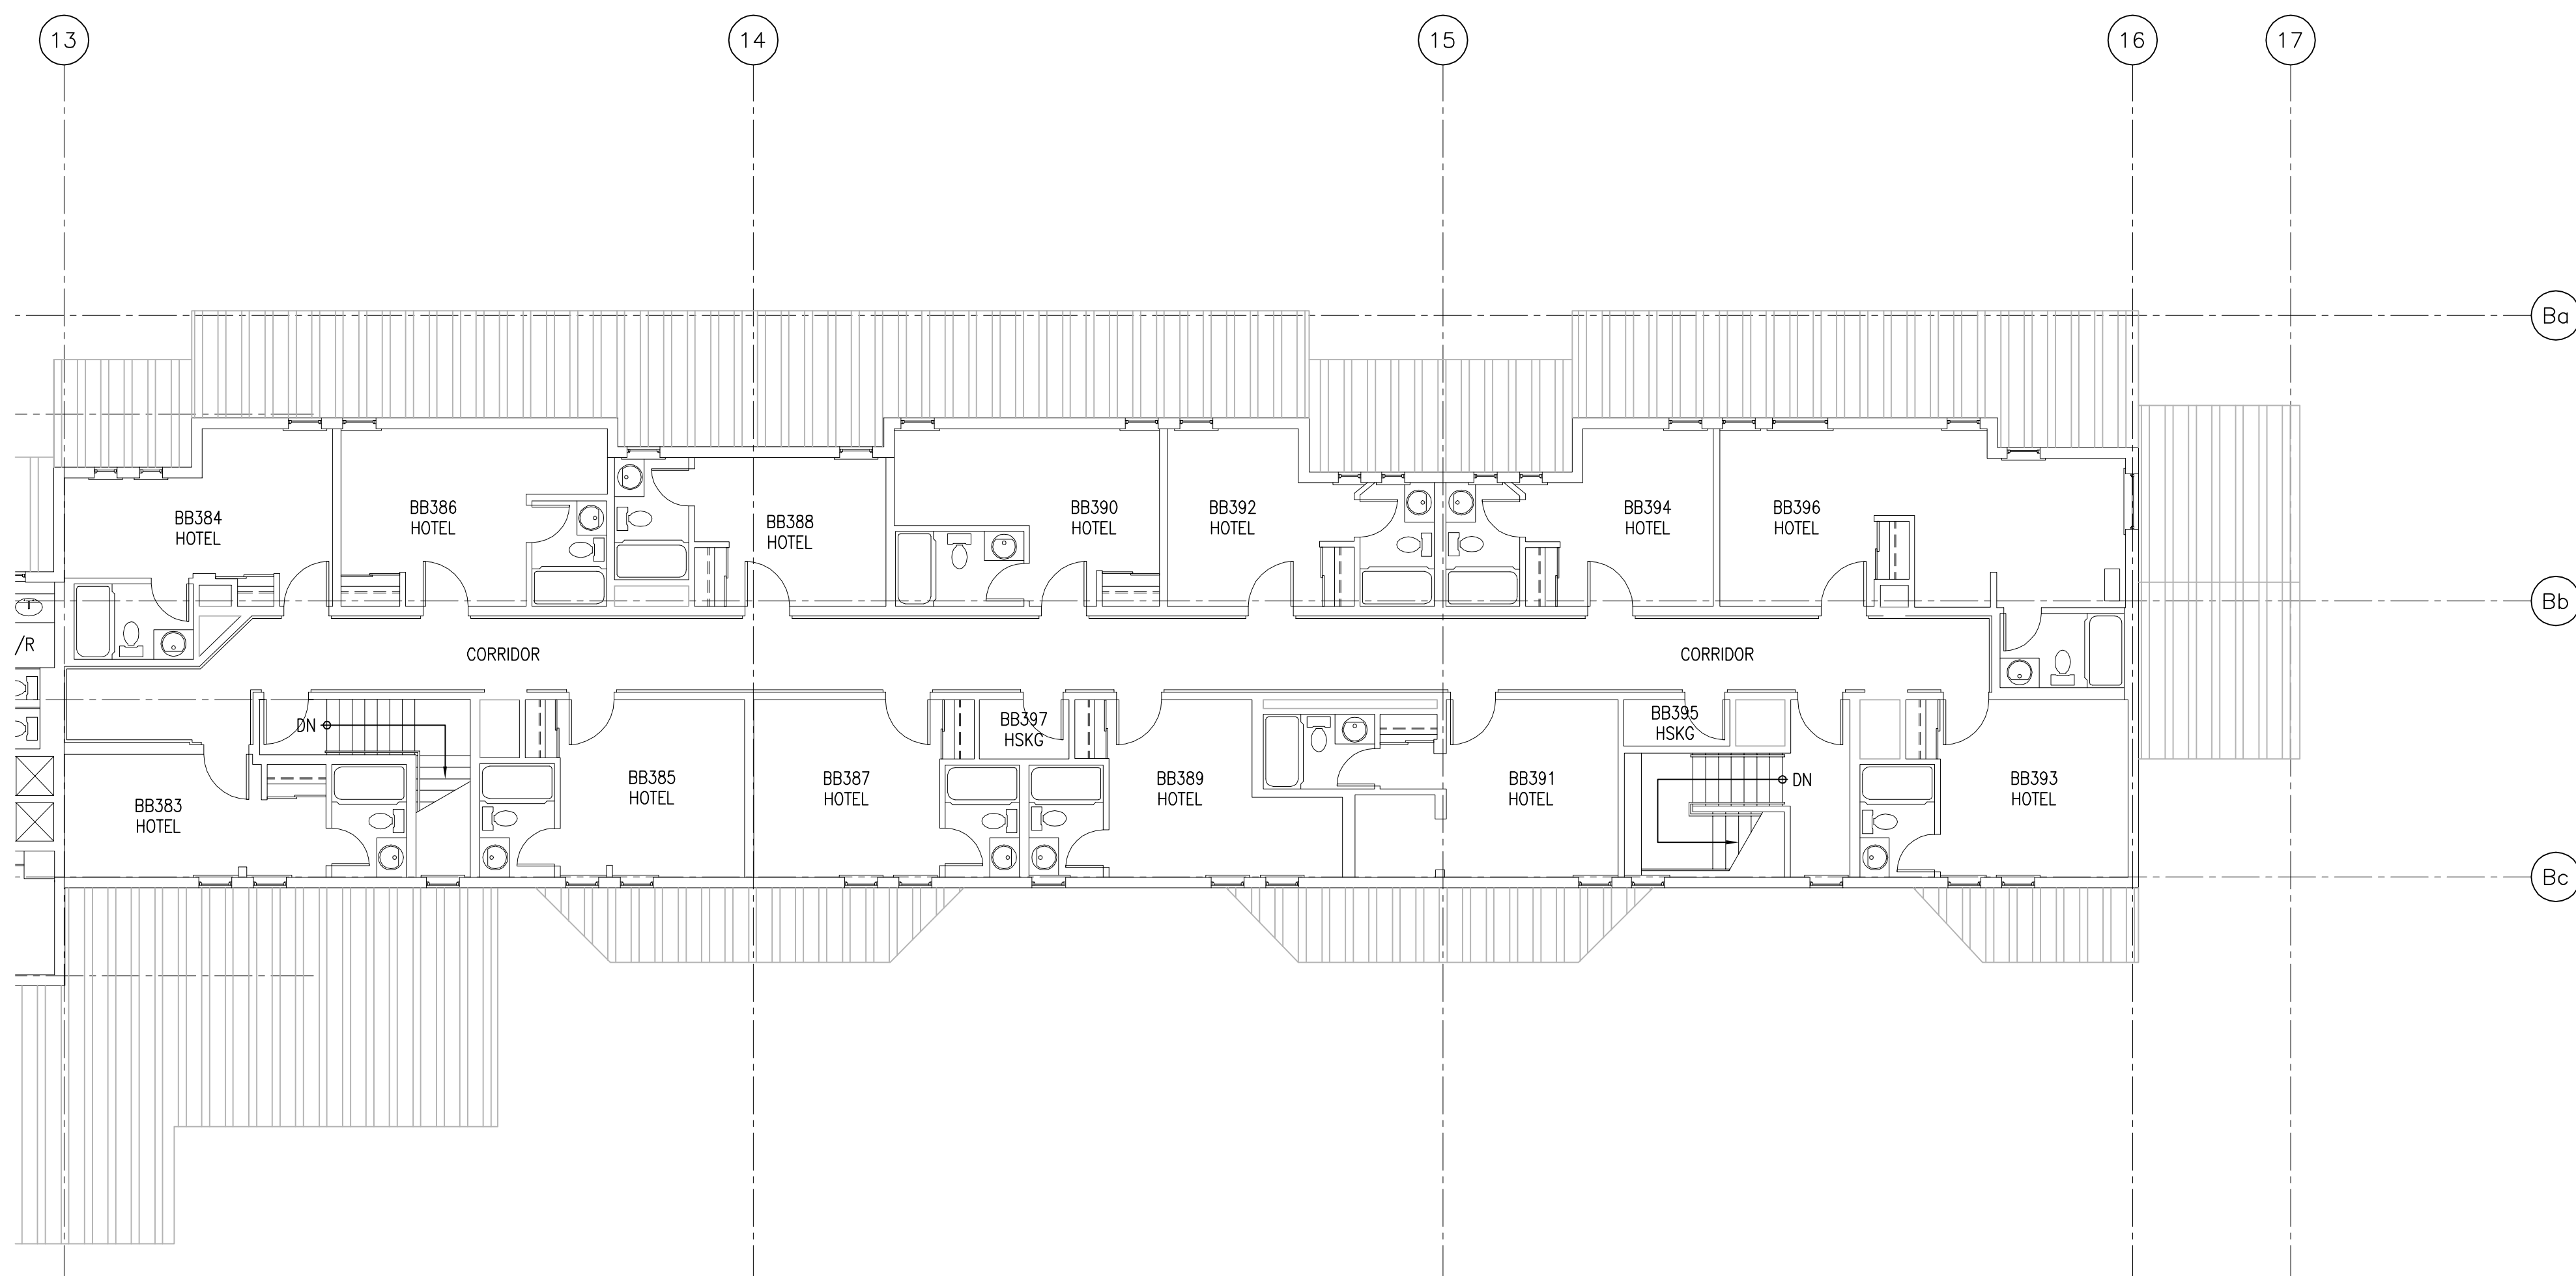 13
14
15
16
17
Ba
BB384
HOTEL
BB386
HOTEL
BB388
HOTEL
BB390
HOTEL
BB392
HOTEL
BB394
HOTEL
BB396
HOTEL
Bb
/R
CORRIDOR
CORRIDOR
DN
BB397
HSKG
BB395
HSKG
BB383
HOTEL
BB385
HOTEL
BB387
HOTEL
BB389
HOTEL
BB391
HOTEL
DN
BB393
HOTEL
Bc